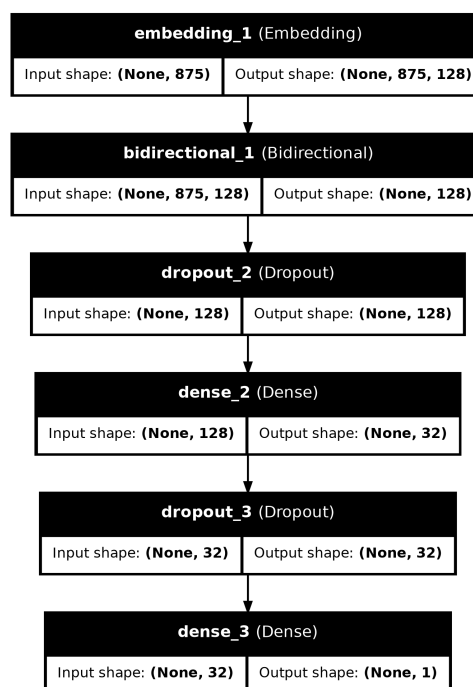 embedding_1 (Embedding)
Input shape: (None, 875) Output shape: (None, 875, 128)
bidirectional_1 (Bidirectional)
Input shape: (None, 875, 128) Output shape: (None, 128)
dropout_2 (Dropout)
Input shape: (None, 128) Output shape: (None, 128)
dense_2 (Dense)
Input shape: (None, 128) Output shape: (None, 32)
dropout_3 (Dropout)
Input shape: (None, 32) Output shape: (None, 32)
dense_3 (Dense)
Input shape: (None, 32) Output shape: (None, 1)